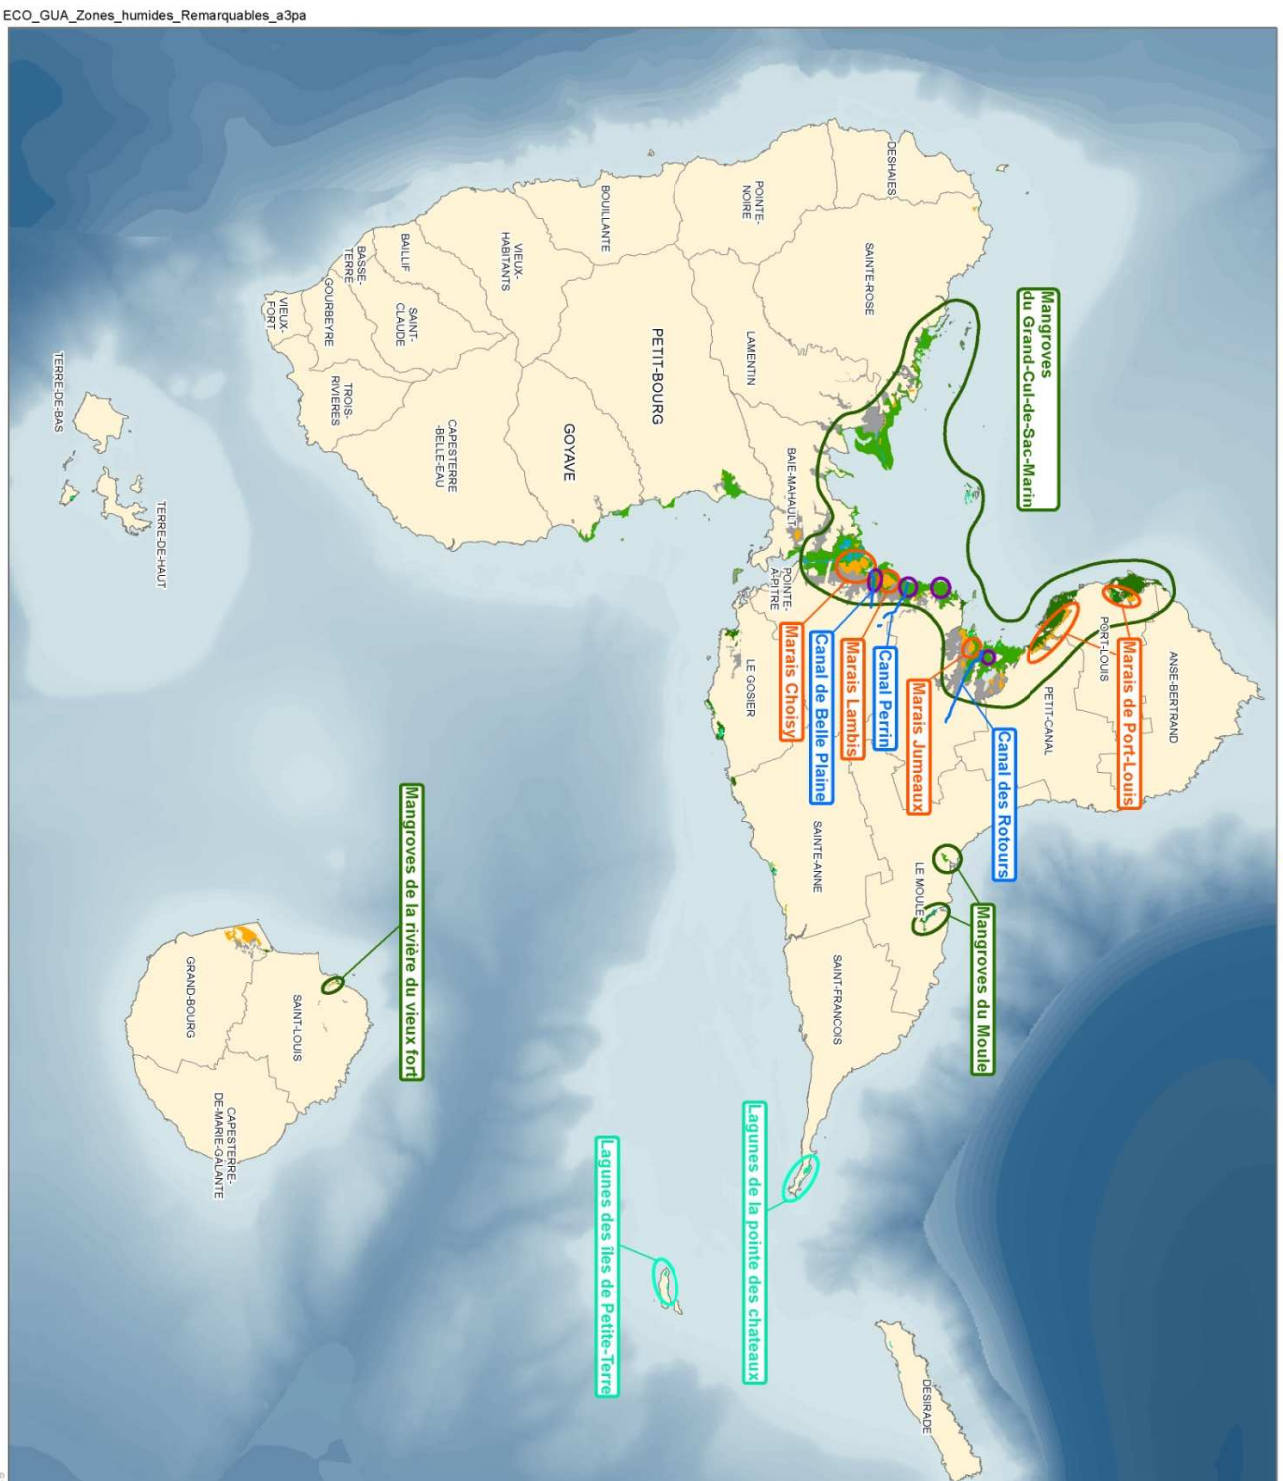 ECO_GUA_Zones_humides_Remarquables_a3pa
Mangroves
du Grand-Cul-de-Sac-Marin
Marais de Port-Louis
Canal des Rotours
Marais Jumeaux
Canal Perrin
Marais Lambis
Canal de Belle Plaine
Marais Choisy
Mangroves du Moule
Mangroves de la rivière du vieux fort
Lagunes de la pointe des chateaux
Lagunes des îles de Petite-Terre
DESHAIES
POINTE-
NOIRE
SAINTE-ROSE
BOUILLANTE
VIEUX-
HABITANTS
BAILLIF
BASSE-
TERRE
SAINT-
CLAUDE
GOURBEYRE
VIEUX-
FORT
TROIS-
RIVIERES
CAPESTERRE
-BELLE-EAU
GOYAVE
PETIT-BOURG
LAMENTIN
BAIE-MAHAULT
POINTE-
A-PITRE
LE GOSIER
SAINTE-ANNE
SAINT-FRANCOIS
LE MOULE
PETIT-CANAL
PORT-LOUIS
ANSE-BERTRAND
TERRE-DE-BAS
TERRE-DE-HAUT
GRAND-BOURG
SAINT-LOUIS
CAPESTERRE-
DE-MARIE-GALANTE
DESIRADE